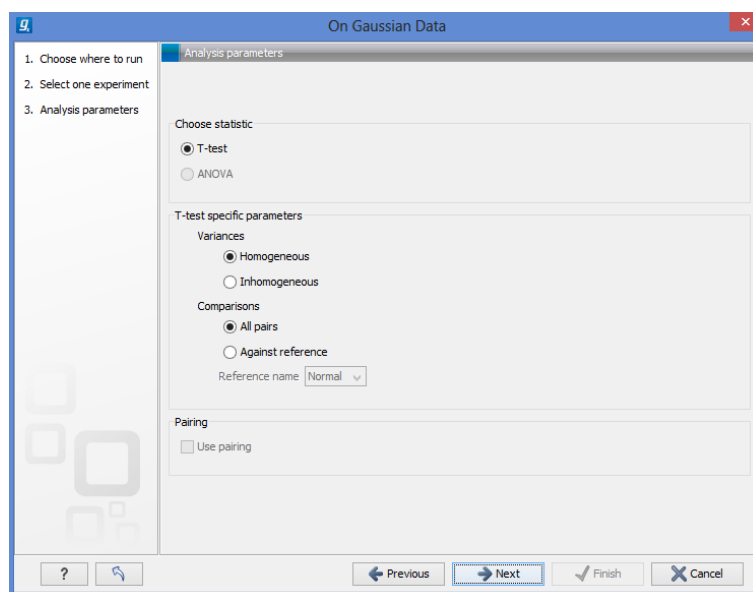 On Gaussian Data
1. Choose where to run
2. Select one experiment
3. Analysis parameters
Analysis parameters
Choose statistic
T-test
ANOVA
T-test specific parameters
Variances
Homogeneous
Inhomogeneous
Comparisons
All pairs
Against reference
Reference name Normal
Pairing
Use pairing
? Previous Next Finish Cancel